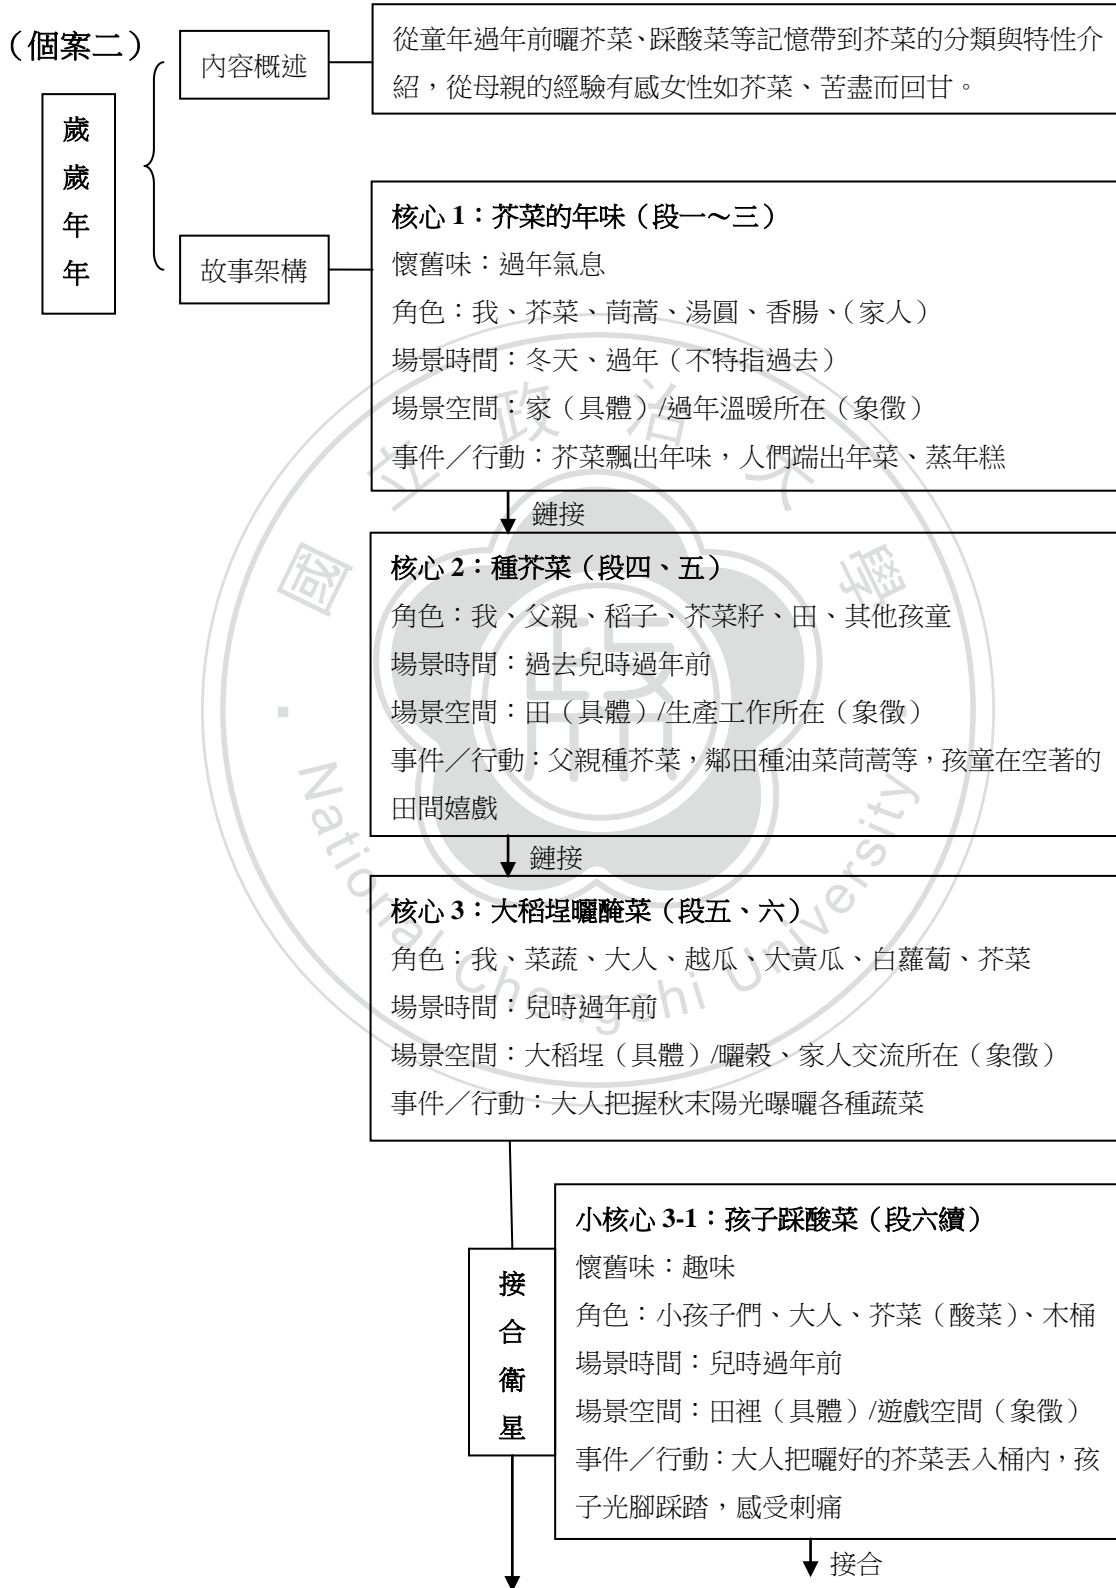 （個案二）
歲歲年年
內容概述
從童年過年前曬芥菜、踩酸菜等記憶帶到芥菜的分類與特性介
紹，從母親的經驗有感女性如芥菜、苦盡而回甘。
故事架構
核心 1：芥菜的年味（段一～三）
懷舊味：過年氣息
角色：我、芥菜、茼蒿、湯圓、香腸、（家人）
場景時間：冬天、過年（不特指過去）
場景空間：家（具體）/過年溫暖所在（象徵）
事件／行動：芥菜飄出年味，人們端出年菜、蒸年糕
鏈接
核心 2：種芥菜（段四、五）
角色：我、父親、稻子、芥菜籽、田、其他孩童
場景時間：過去兒時過年前
場景空間：田（具體）/生產工作所在（象徵）
事件／行動：父親種芥菜，鄰田種油菜茼蒿等，孩童在空著的
田間嬉戲
鏈接
核心 3：大稻埕曬醃菜（段五、六）
角色：我、菜蔬、大人、越瓜、大黃瓜、白蘿蔔、芥菜
場景時間：兒時過年前
場景空間：大稻埕（具體）/曬穀、家人交流所在（象徵）
事件／行動：大人把握秋末陽光曝曬各種蔬菜
接合衛星
小核心 3-1：孩子踩酸菜（段六續）
懷舊味：趣味
角色：小孩子們、大人、芥菜（酸菜）、木桶
場景時間：兒時過年前
場景空間：田裡（具體）/遊戲空間（象徵）
事件／行動：大人把曬好的芥菜丟入桶內，孩
子光腳踩踏，感受刺痛
接合
國立政治大學
National Chengchi University